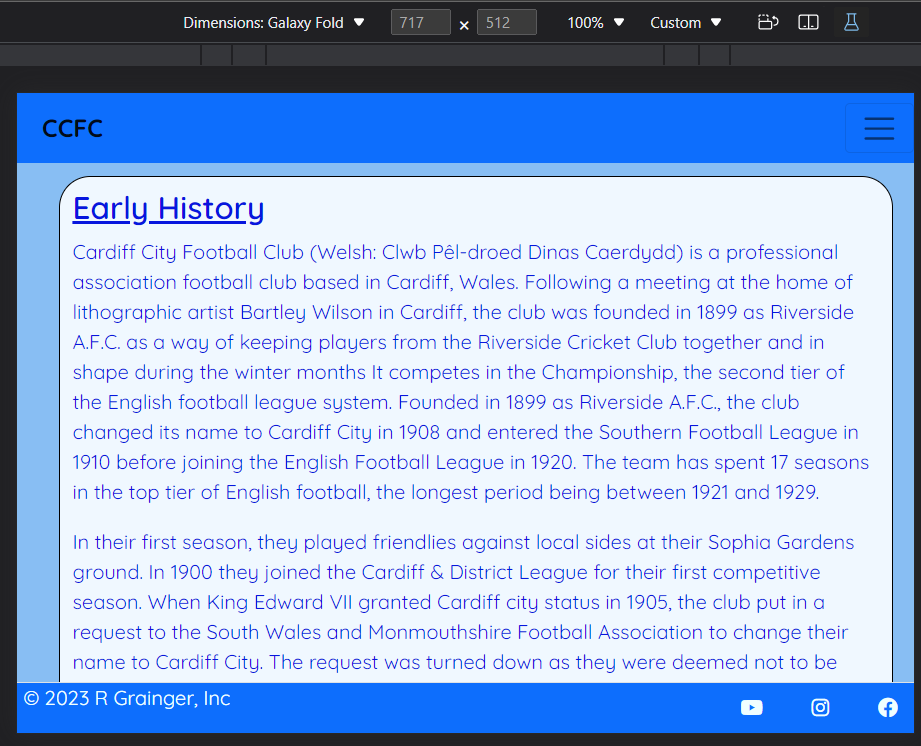 Dimensions: Galaxy Fold 717 × 512 100% Custom
CCFC
Early History
Cardiff City Football Club (Welsh: Clwb Pêl-droed Dinas Caerdydd) is a professional
association football club based in Cardiff, Wales. Following a meeting at the home of
lithographic artist Bartley Wilson in Cardiff, the club was founded in 1899 as Riverside
A.F.C. as a way of keeping players from the Riverside Cricket Club together and in
shape during the winter months It competes in the Championship, the second tier of
the English football league system. Founded in 1899 as Riverside A.F.C., the club
changed its name to Cardiff City in 1908 and entered the Southern Football League in
1910 before joining the English Football League in 1920. The team has spent 17 seasons
in the top tier of English football, the longest period being between 1921 and 1929.
In their first season, they played friendlies against local sides at their Sophia Gardens
ground. In 1900 they joined the Cardiff & District League for their first competitive
season. When King Edward VII granted Cardiff city status in 1905, the club put in a
request to the South Wales and Monmouthshire Football Association to change their
name to Cardiff City. The request was turned down as they were deemed not to be
© 2023 R Grainger, Inc